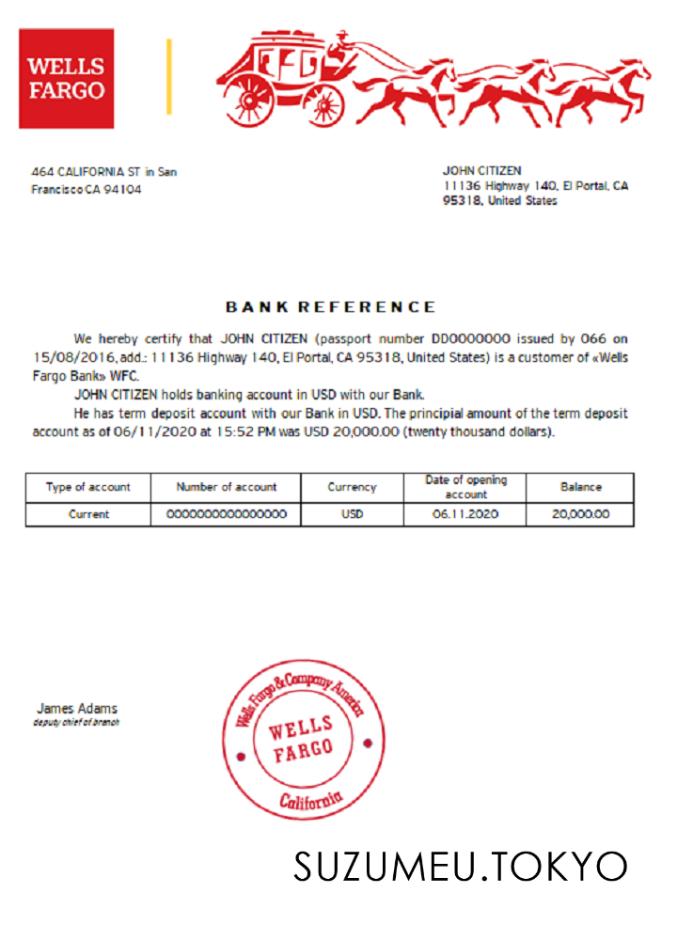 WELLS
FARGO
464 CALIFORNIA ST in San
Francisco CA 94104
JOHN CITIZEN
11136 Highway 140, El Portal, CA
95318, United States
BANK REFERENCE
We hereby certify that JOHN CITIZEN (passport number DD0000000 issued by 066 on
15/08/2016, add.: 11136 Highway 140, El Portal, CA 95318, United States) is a customer of «Wells
Fargo Bank» WFC.
JOHN CITIZEN holds banking account in USD with our Bank.
He has term deposit account with our Bank in USD. The principial amount of the term deposit
account as of 06/11/2020 at 15:52 PM was USD 20,000.00 (twenty thousand dollars).
Type of account Number of account Currency Date of opening account Balance
Current 0000000000000000 USD 06.11.2020 20,000.00
James Adams
deputy chief of branch
Wells Fargo & Company America
WELLS
FARGO
California
SUZUMEU.TOKYO